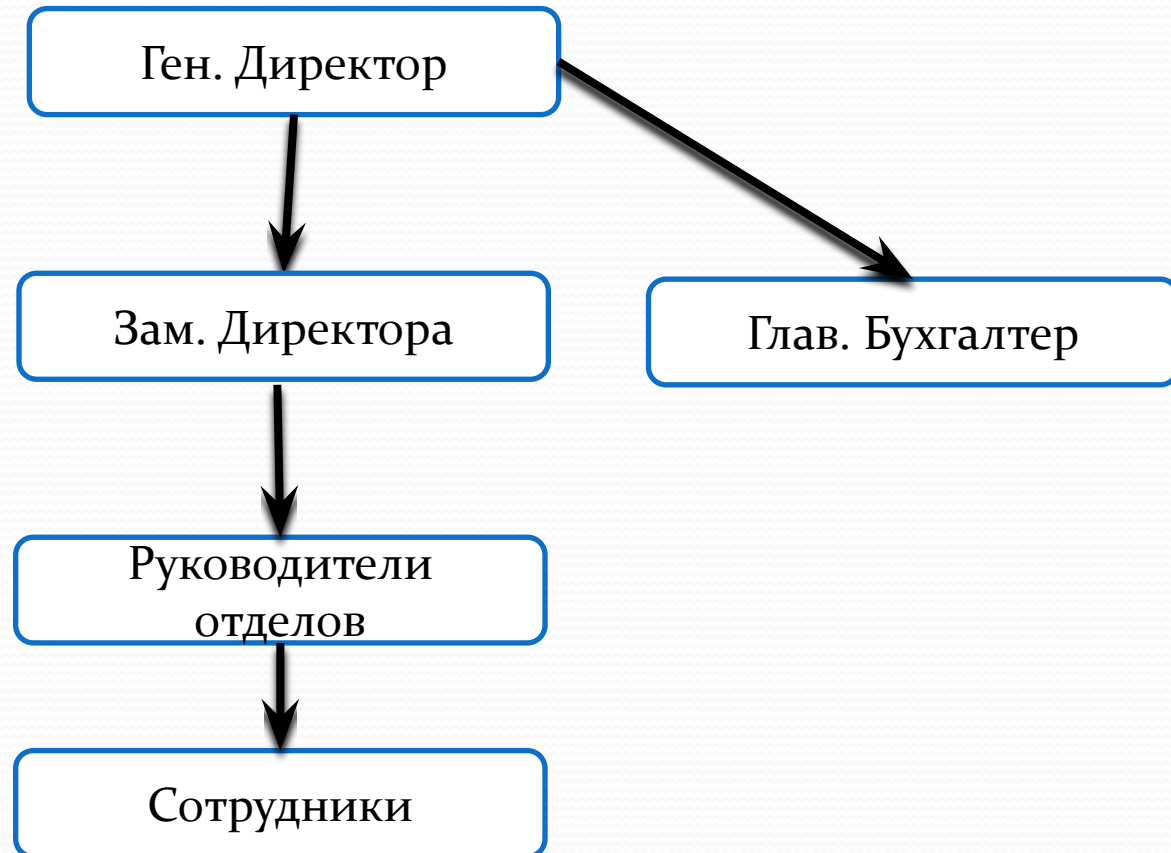 Ген. Директор
Зам. Директора
Глав. Бухгалтер
Руководители
отделов
Сотрудники